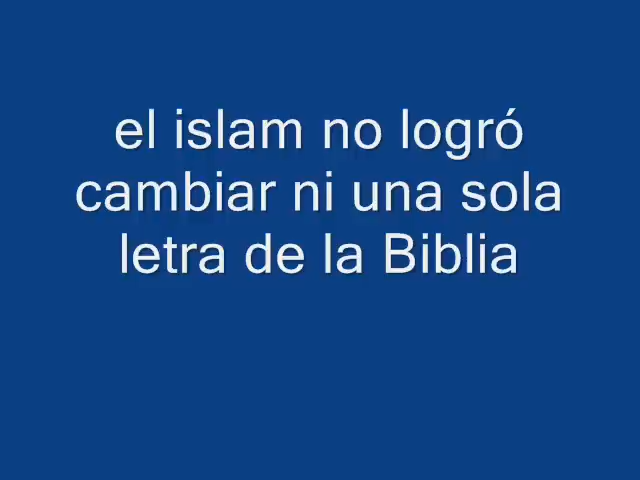 el islam no logró
cambiar ni una sola
letra de la Biblia